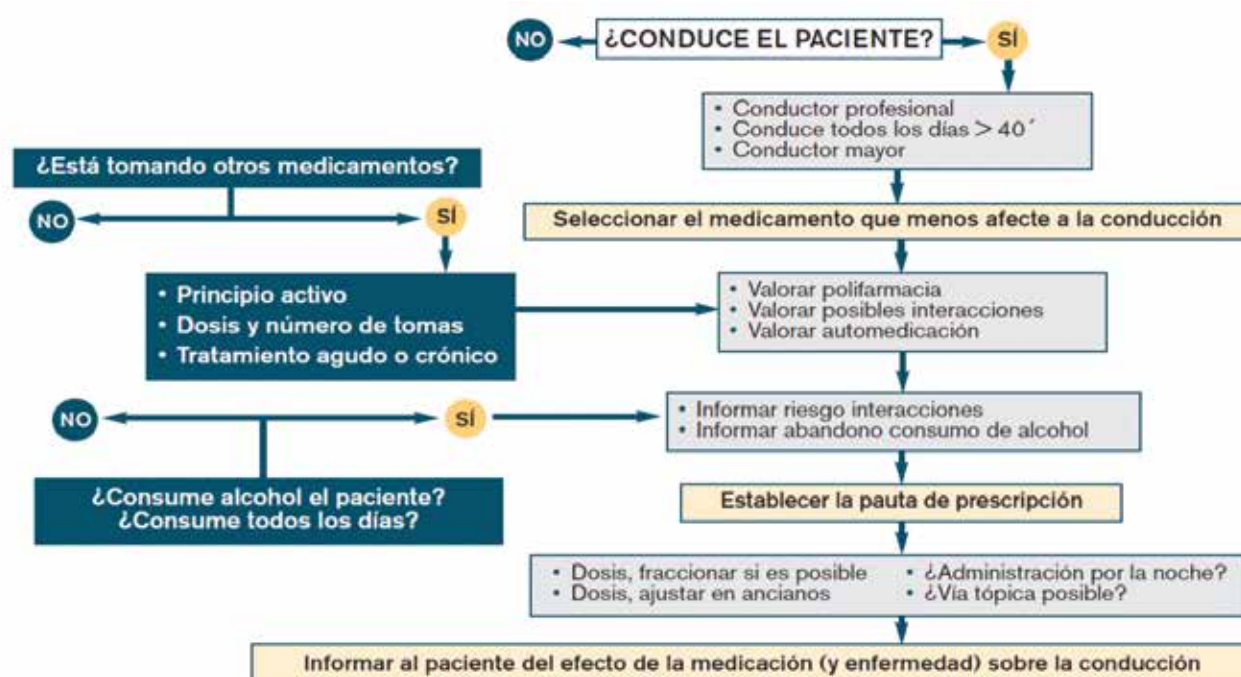 NO
¿CONDUCE EL PACIENTE?
SÍ
• Conductor profesional
• Conduce todos los días > 40´
• Conductor mayor
¿Está tomando otros medicamentos?
NO
SÍ
Seleccionar el medicamento que menos afecte a la conducción
• Principio activo
• Dosis y número de tomas
• Tratamiento agudo o crónico
• Valorar polifarmacia
• Valorar posibles interacciones
• Valorar automedicación
NO
SÍ
• Informar riesgo interacciones
• Informar abandono consumo de alcohol
¿Consume alcohol el paciente?
¿Consume todos los días?
Establecer la pauta de prescripción
• Dosis, fraccionar si es posible
• Dosis, ajustar en ancianos
• ¿Administración por la noche?
• ¿Vía tópica posible?
Informar al paciente del efecto de la medicación (y enfermedad) sobre la conducción